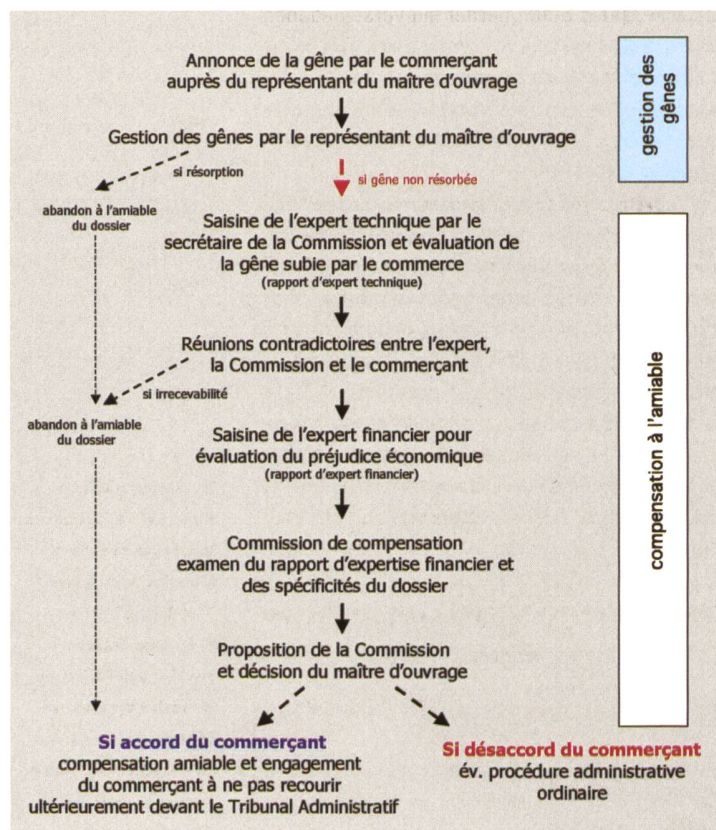 Annonce de la gêne par le commerçant
auprès du représentant du maître d'ouvrage
gestion des
gênes
Gestion des gênes par le représentant du maître d'ouvrage
si résorption
si gêne non résorbée
abandon à l'amiable
du dossier
Saisine de l'expert technique par le
secrétaire de la Commission et évaluation de
la gêne subie par le commerce
(rapport d'expert technique)
Réunions contradictoires entre l'expert,
la Commission et le commerçant
si irrecevabilité
abandon à l'amiable
du dossier
Saisine de l'expert financier pour
évaluation du préjudice économique
(rapport d'expert financier)
compensation à l'amiable
Commission de compensation
examen du rapport d'expertise financier et
des spécificités du dossier
Proposition de la Commission
et décision du maître d'ouvrage
Si accord du commerçant
compensation amiable et engagement
du commerçant à ne pas recourir
ultérieurement devant le Tribunal Administratif
Si désaccord du commerçant
év. procédure administrative
ordinaire